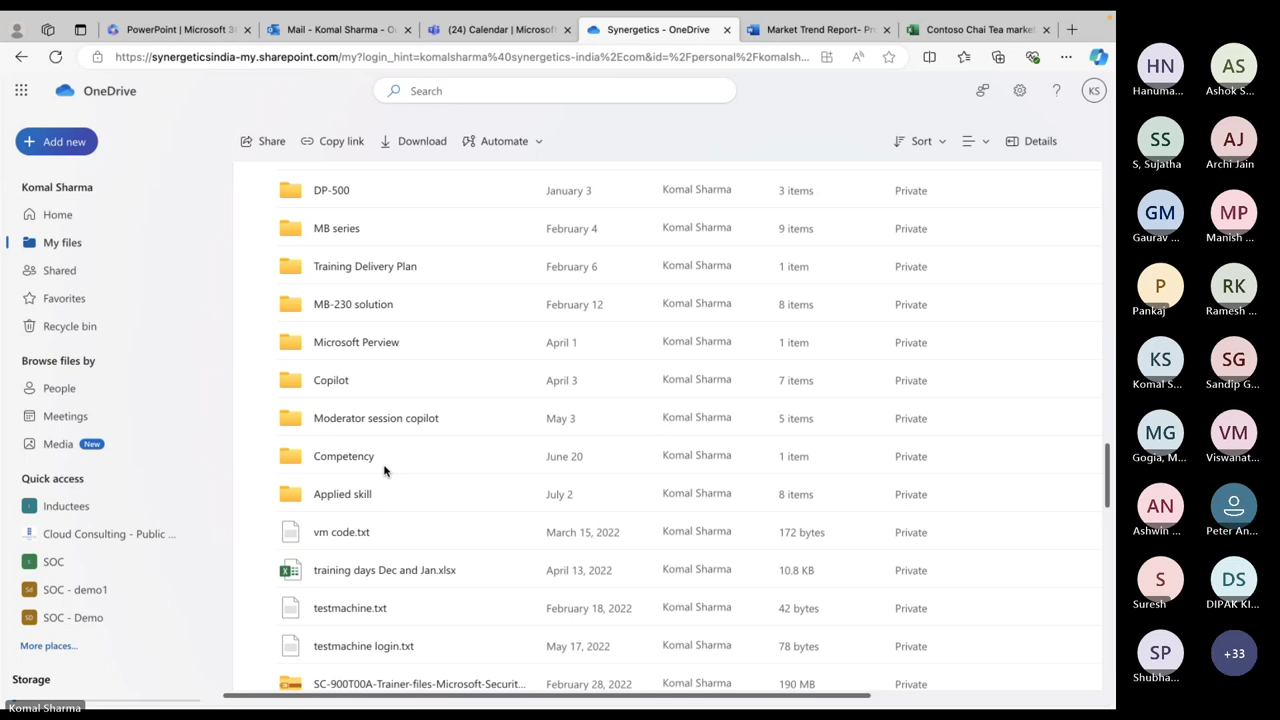 PowerPoint | Microsoft 3
Mail - Komal Sharma - O
(24) Calendar | Microsoft
Synergetics - OneDrive
Market Trend Report- Pr
Contoso Chai Tea market
https://synergeticsindia-my.sharepoint.com/my?login_hint=komalsharma%40synergetics-india%2Ecom&id=%2Fpersonal%2Fkomalsh...
OneDrive
Search
KS
Add new
Share
Copy link
Download
Automate
Sort
Details
Komal Sharma
Home
My files
Shared
Favorites
Recycle bin
Browse files by
People
Meetings
Media New
Quick access
Inductees
Cloud Consulting - Public ...
SOC
SOC - demo1
SOC - Demo
More places...
Storage
Komal Sharma
DP-500 January 3 Komal Sharma 3 items Private
MB series February 4 Komal Sharma 9 items Private
Training Delivery Plan February 6 Komal Sharma 1 item Private
MB-230 solution February 12 Komal Sharma 8 items Private
Microsoft Perview April 1 Komal Sharma 1 item Private
Copilot April 3 Komal Sharma 7 items Private
Moderator session copilot May 3 Komal Sharma 5 items Private
Competency June 20 Komal Sharma 1 item Private
Applied skill July 2 Komal Sharma 8 items Private
vm code.txt March 15, 2022 Komal Sharma 172 bytes Private
training days Dec and Jan.xlsx April 13, 2022 Komal Sharma 10.8 KB Private
testmachine.txt February 18, 2022 Komal Sharma 42 bytes Private
testmachine login.txt May 17, 2022 Komal Sharma 78 bytes Private
SC-900T00A-Trainer-files-Microsoft-Securit... February 28, 2022 Komal Sharma 190 MB Private
HN AS
Hanuma... Ashok S...
SS AJ
S, Sujatha Archi Jain
GM MP
Gaurav ... Manish ...
P RK
Pankaj Ramesh ...
KS SG
Komal S... Sandip G...
MG VM
Gogia, M... Viswanat...
AN
Ashwin ... Peter An...
S DS
Suresh DIPAK KI...
SP +33
Shubha...